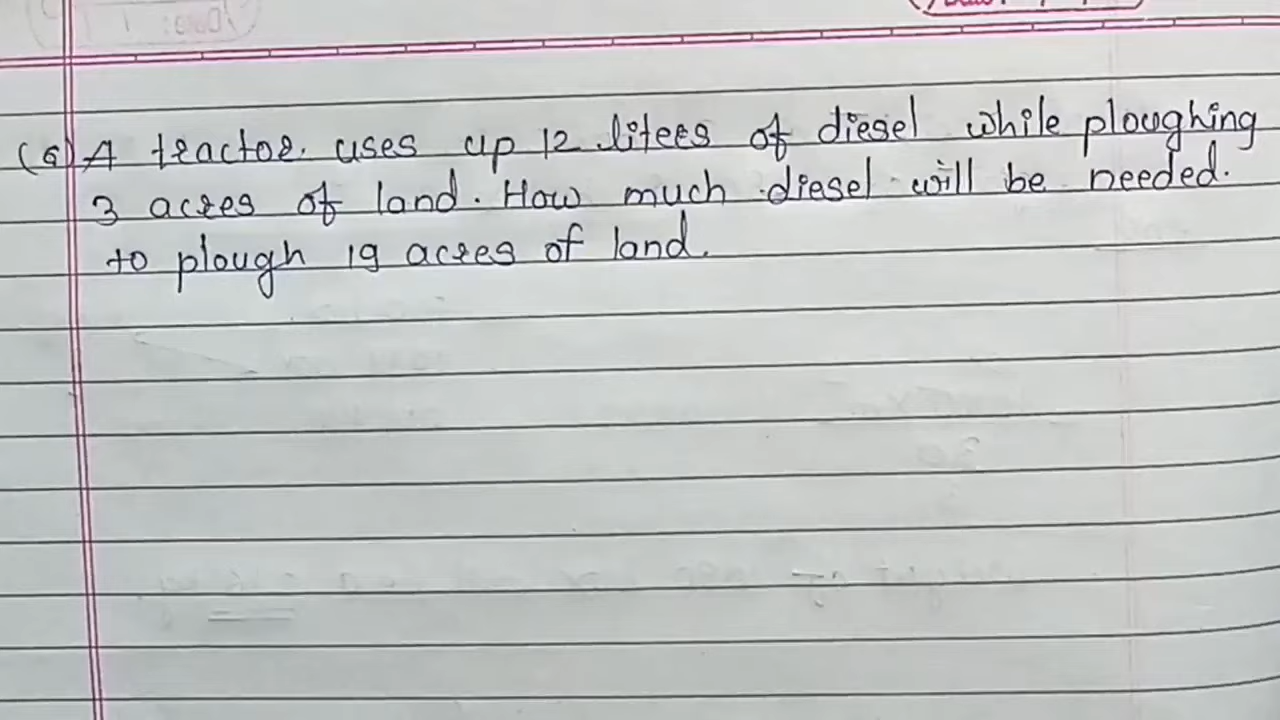 (6) A tractor uses up 12 liters of diesel while ploughing
3 acres of land. How much diesel will be needed.
to plough 19 acres of land.